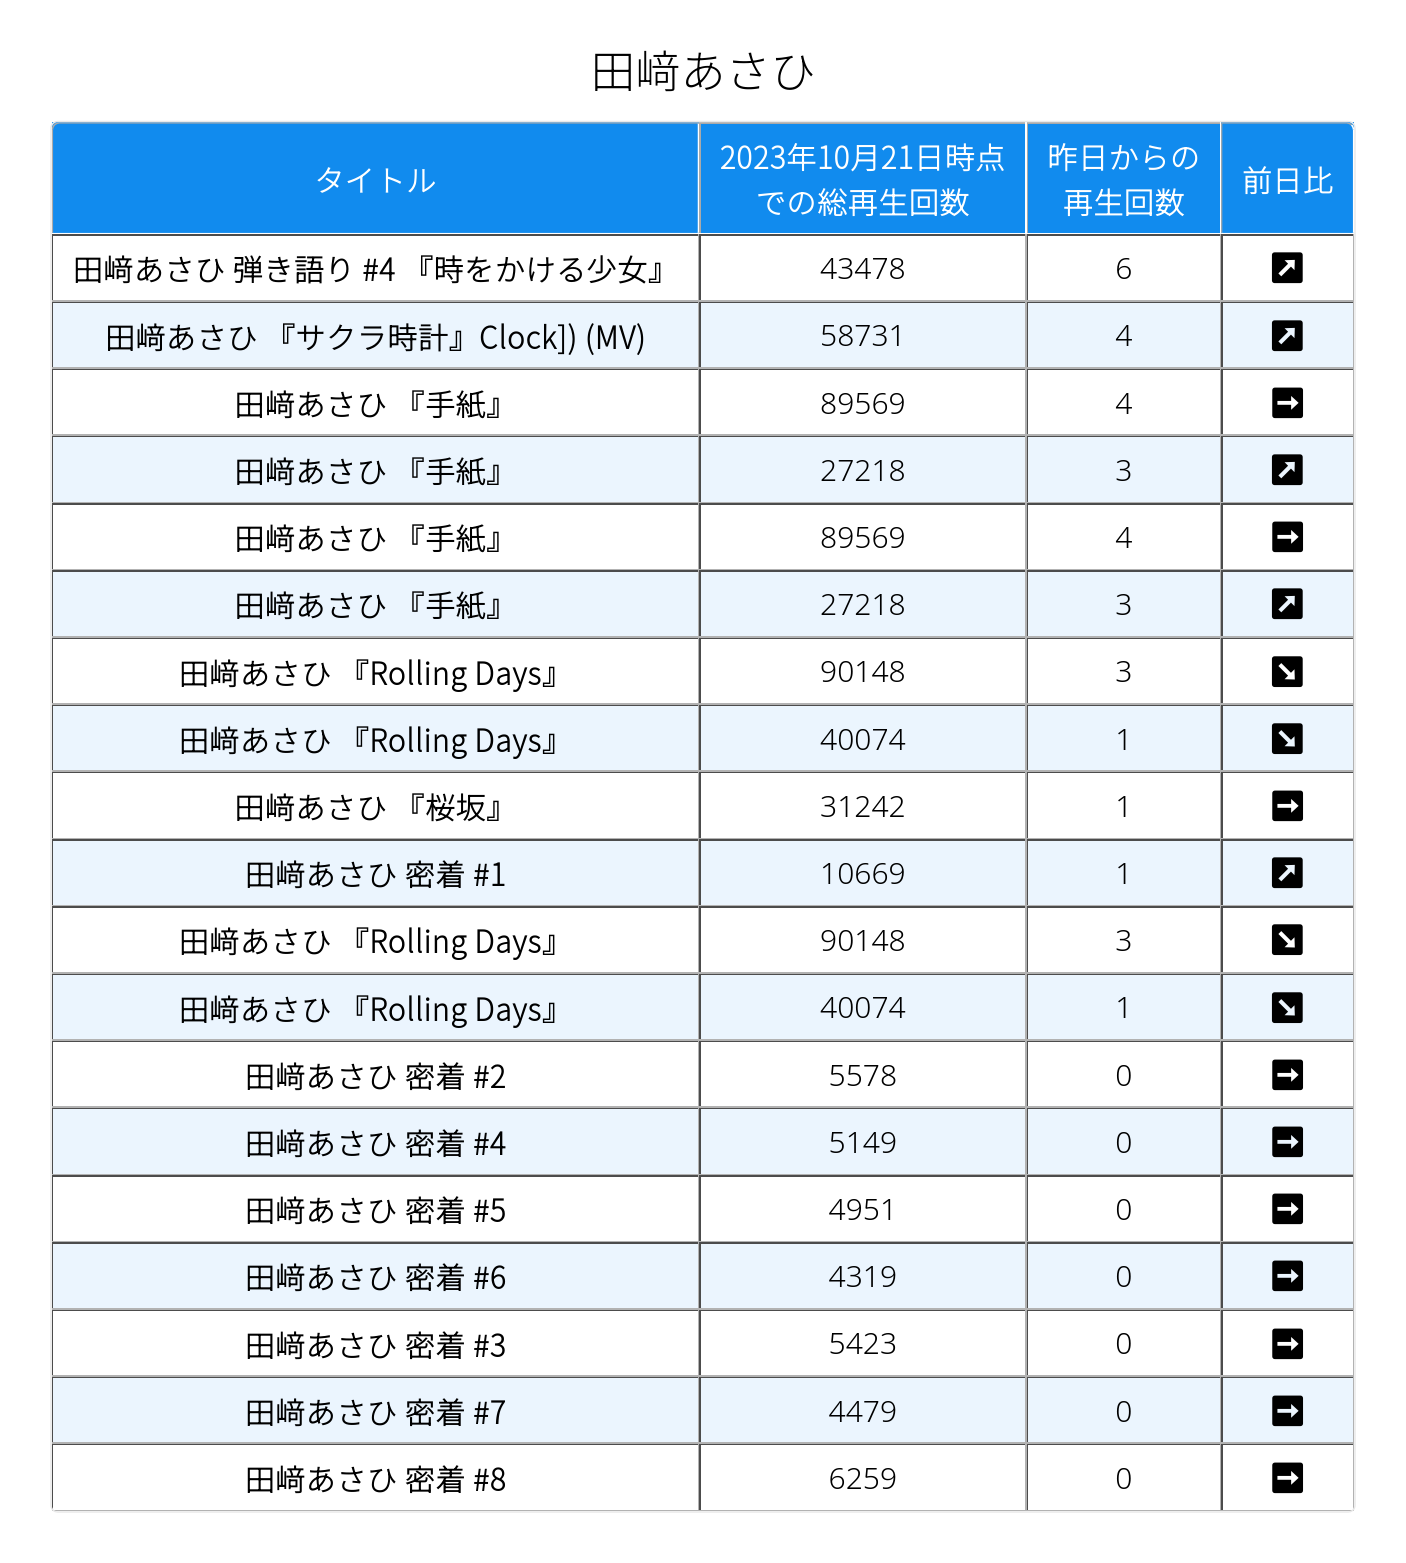 田﨑あさひ
タイトル 2023年10月21日時点での総再生回数 昨日からの再生回数 前日比
田﨑あさひ 弾き語り #4 『時をかける少女』 43478 6 ↗
田﨑あさひ 『サクラ時計』Clock]) (MV) 58731 4 ↗
田﨑あさひ 『手紙』 89569 4 →
田﨑あさひ 『手紙』 27218 3 ↗
田﨑あさひ 『手紙』 89569 4 →
田﨑あさひ 『手紙』 27218 3 ↗
田﨑あさひ 『Rolling Days』 90148 3 ↘
田﨑あさひ 『Rolling Days』 40074 1 ↘
田﨑あさひ 『桜坂』 31242 1 →
田﨑あさひ 密着 #1 10669 1 ↗
田﨑あさひ 『Rolling Days』 90148 3 ↘
田﨑あさひ 『Rolling Days』 40074 1 ↘
田﨑あさひ 密着 #2 5578 0 →
田﨑あさひ 密着 #4 5149 0 →
田﨑あさひ 密着 #5 4951 0 →
田﨑あさひ 密着 #6 4319 0 →
田﨑あさひ 密着 #3 5423 0 →
田﨑あさひ 密着 #7 4479 0 →
田﨑あさひ 密着 #8 6259 0 →